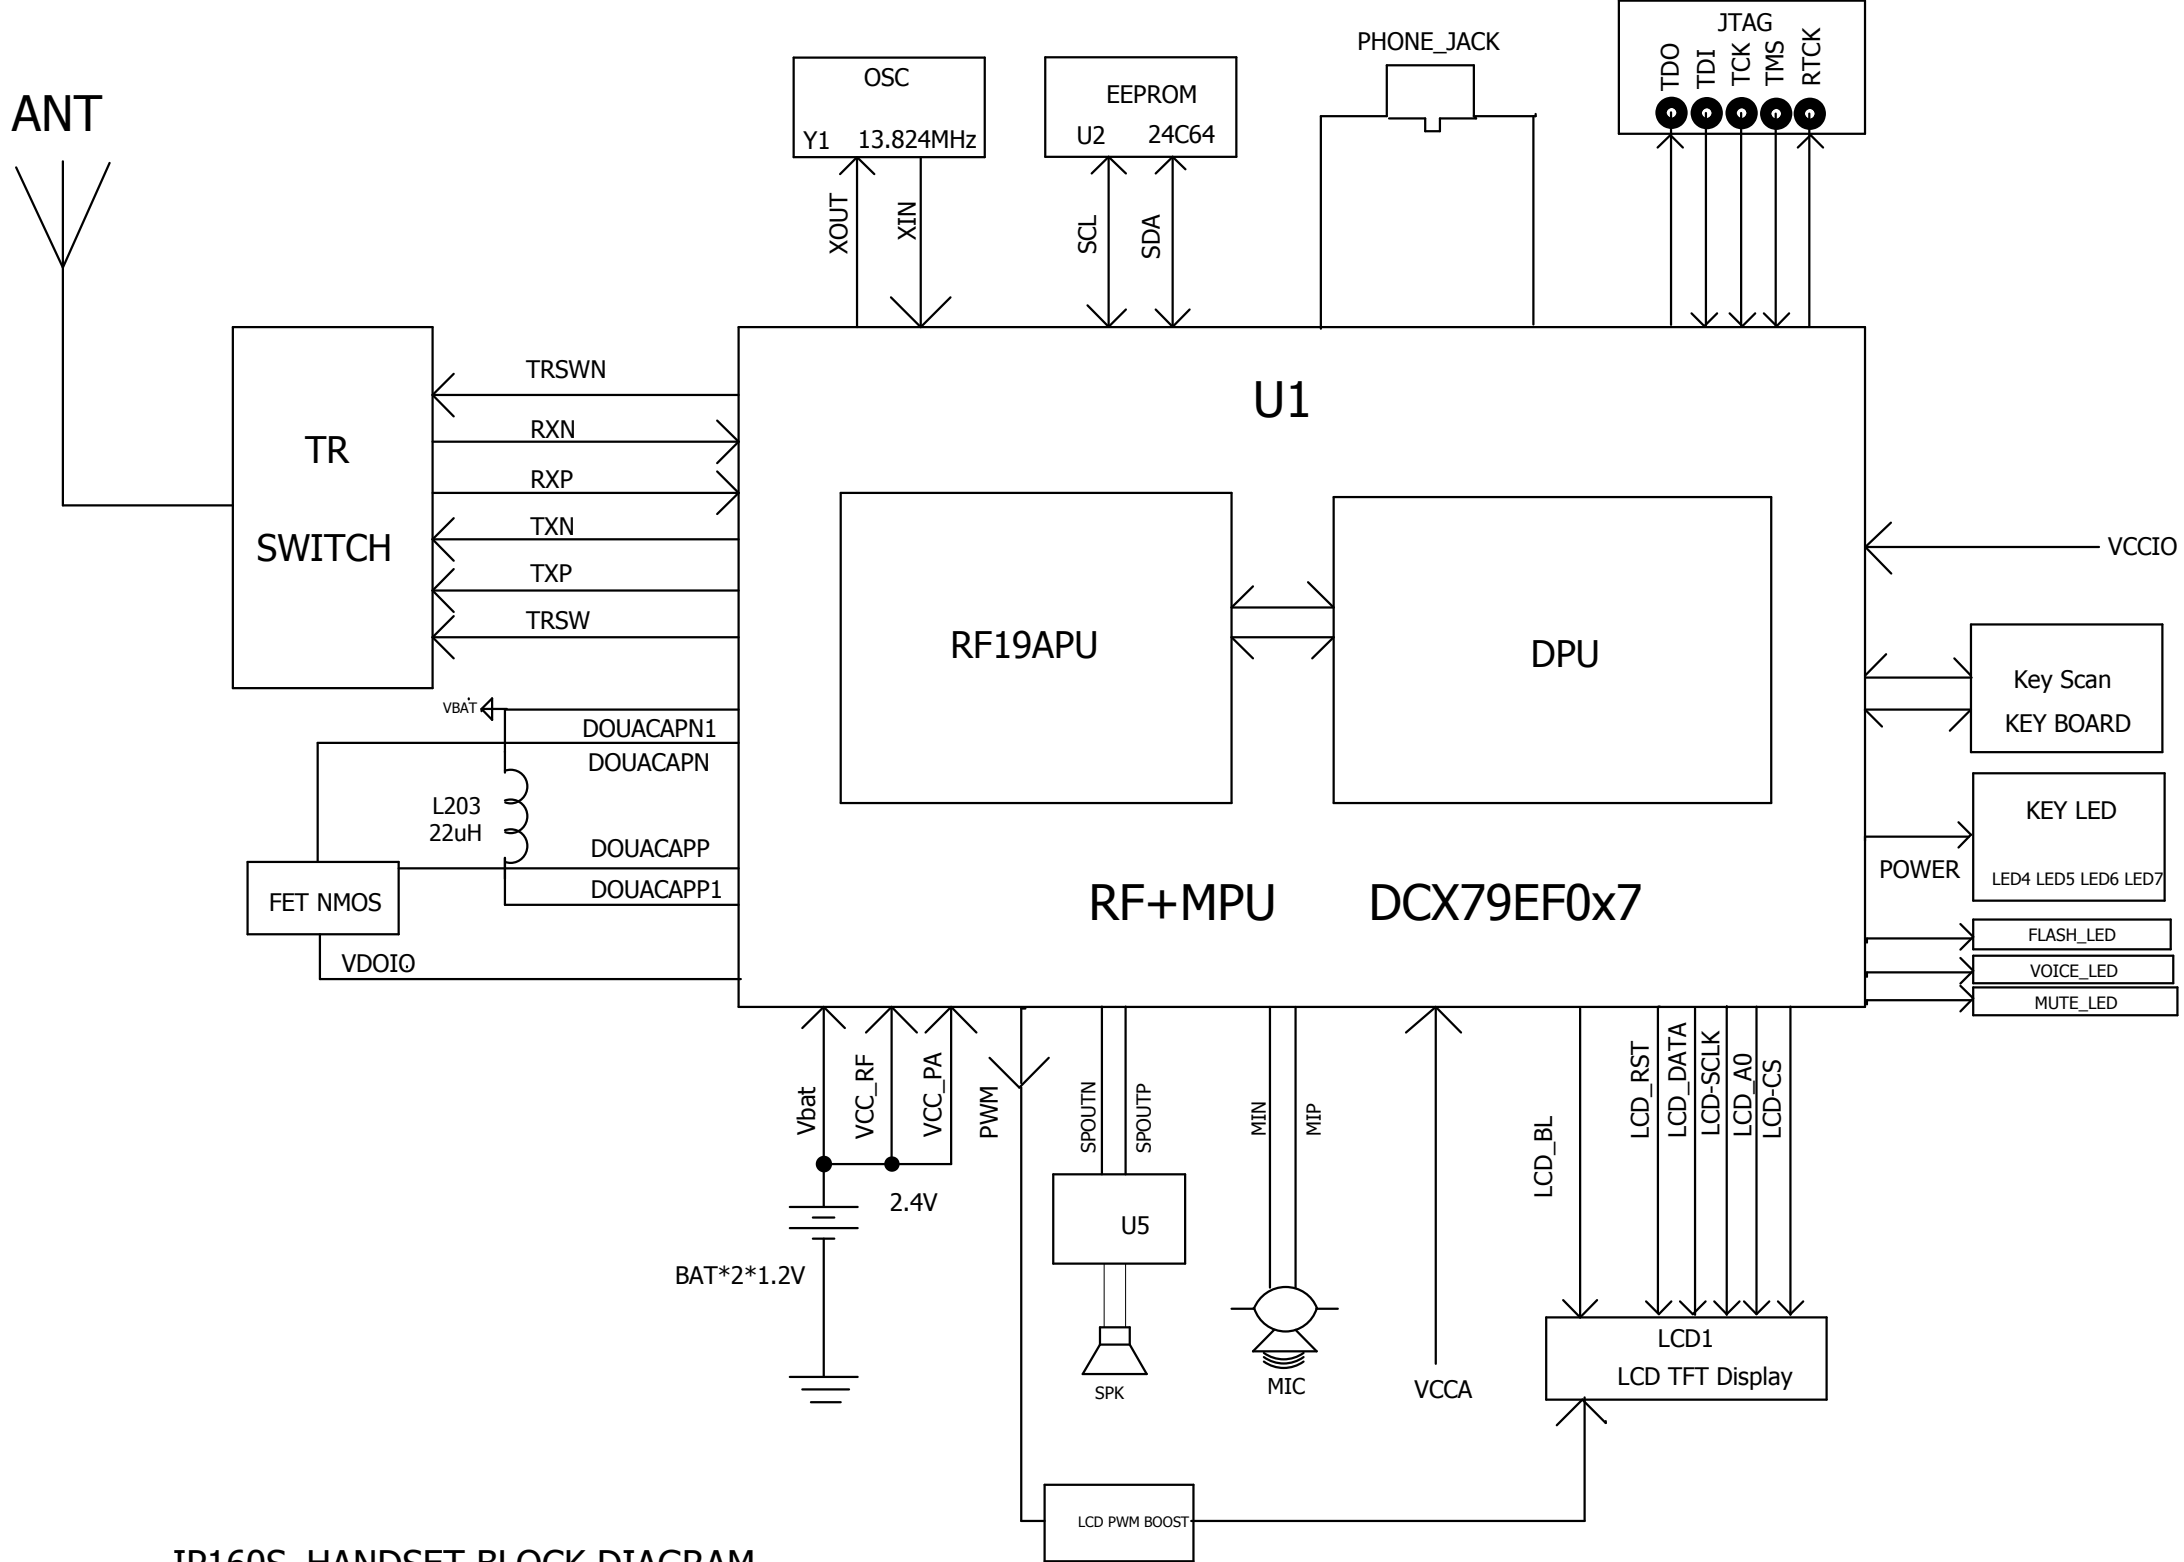 ANT
OSC
Y1 13.824MHz
EEPROM
U2 24C64
PHONE_JACK
JTAG
TDO
TDI
TCK
TMS
RTCK
XOUT
XIN
SCL
SDA
TR
SWITCH
TRSWN
RXN
RXP
TXN
TXP
TRSW
U1
RF19APU
DPU
RF+MPU DCX79EF0x7
VCCIO
Key Scan
KEY BOARD
KEY LED
LED4 LED5 LED6 LED7
POWER
FLASH_LED
VOICE_LED
MUTE_LED
VBAT
DOUACAPN1
DOUACAPN
L203
22uH
DOUACAPP
DOUACAPP1
FET NMOS
VDOIO
Vbat
VCC_RF
VCC_PA
PWM
SPOUTN
SPOUTP
MIN
MIP
LCD_BL
LCD_RST
LCD_DATA
LCD-SCLK
LCD_A0
LCD-CS
2.4V
BAT*2*1.2V
U5
SPK
MIC
VCCA
LCD1
LCD TFT Display
LCD PWM BOOST
IP160S HANDSET BLOCK DIAGRAM